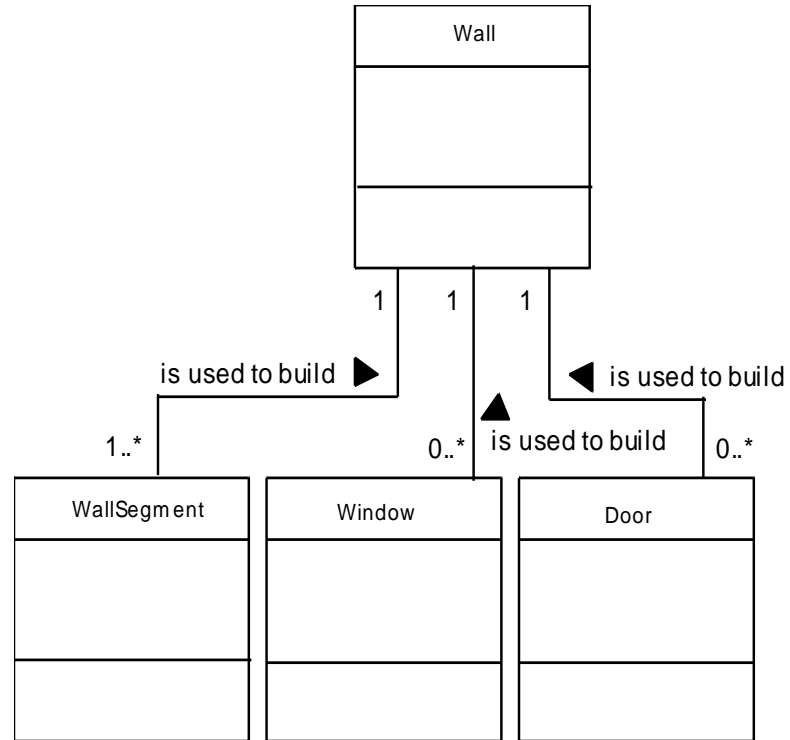 Wall
1
1
1
is used to build
is used to build
1..*
0..*
is used to build
0..*
WallSegment
Window
Door